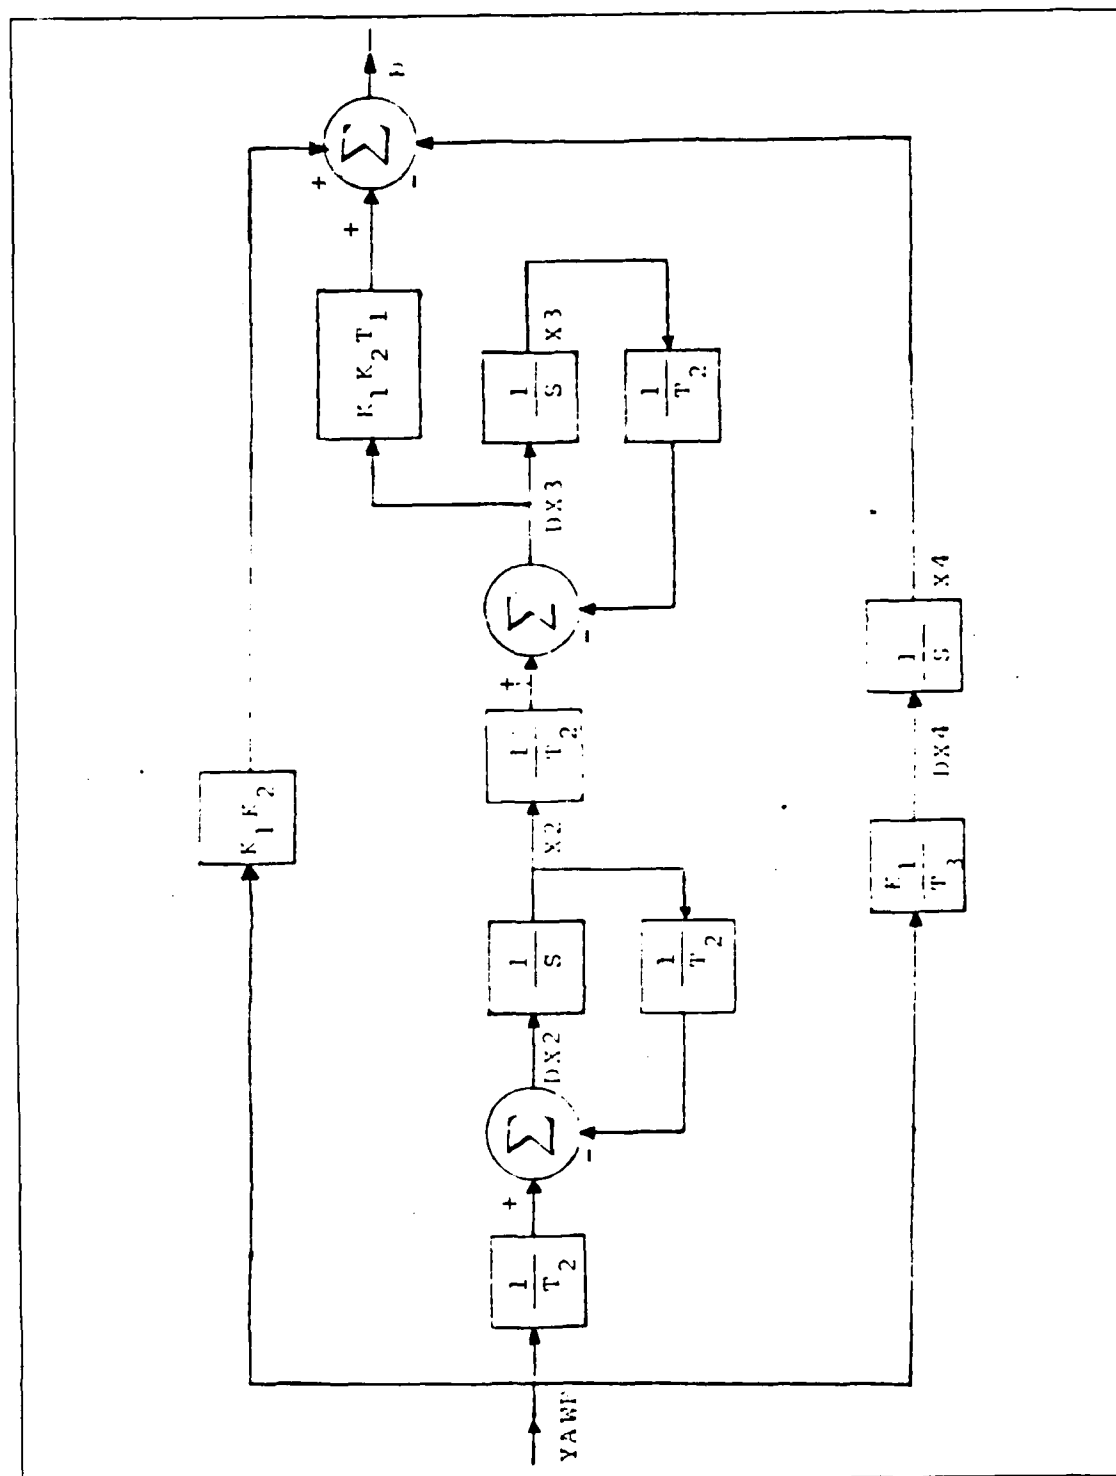 K₁K₂
+
+
-
Σ
K₁K₂T₁
+
YAW
1/T₂
+
Σ
-
DX2
1/S
X2
1/T₂
1/T₂
+
Σ
-
DX3
1/S
X3
1/T₂
K₁/T₃
DX4
1/S
X4